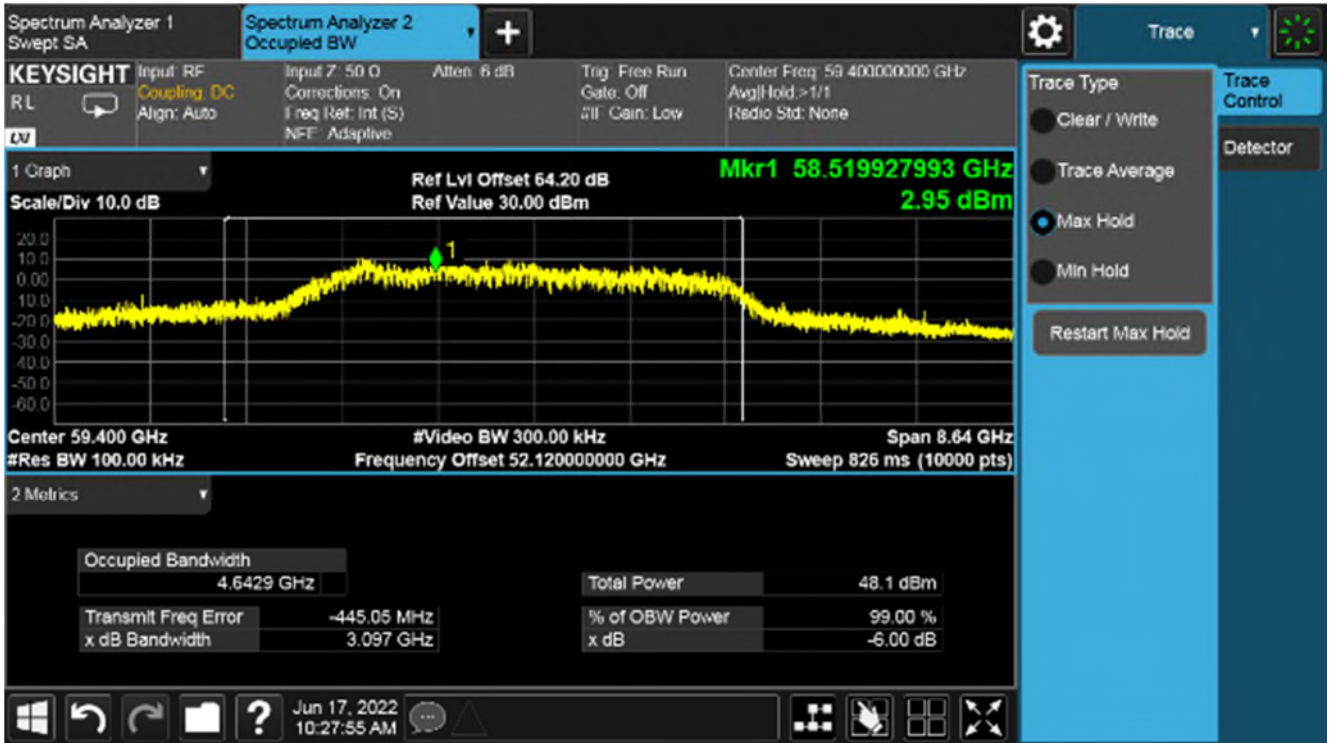 Spectrum Analyzer 1
Swept SA
Spectrum Analyzer 2
Occupied BW
+
Trace
KEYSIGHT
RL
LXI
Input: RF
Coupling: DC
Align: Auto
Input Z: 50 Ω
Corrections: On
Freq Ref: Int (S)
NFE: Adaptive
Atten: 6 dB
Trig: Free Run
Gate: Off
#IF Gain: Low
Center Freq: 59.400000000 GHz
Avg|Hold:>1/1
Radio Std: None
Trace Type
Clear / Write
Trace Average
Max Hold
Min Hold
Restart Max Hold
Trace
Control
Detector
1 Graph
Scale/Div 10.0 dB
Ref Lvl Offset 64.20 dB
Ref Value 30.00 dBm
Mkr1 58.519927993 GHz
2.95 dBm
20.0
10.0
0.00
-10.0
-20.0
-30.0
-40.0
-50.0
-60.0
1
Center 59.400 GHz
#Res BW 100.00 kHz
#Video BW 300.00 kHz
Frequency Offset 52.120000000 GHz
Span 8.64 GHz
Sweep 826 ms (10000 pts)
2 Metrics
Occupied Bandwidth
4.6429 GHz
Transmit Freq Error -445.05 MHz
x dB Bandwidth 3.097 GHz
Total Power 48.1 dBm
% of OBW Power 99.00 %
x dB -6.00 dB
?
Jun 17, 2022
10:27:55 AM